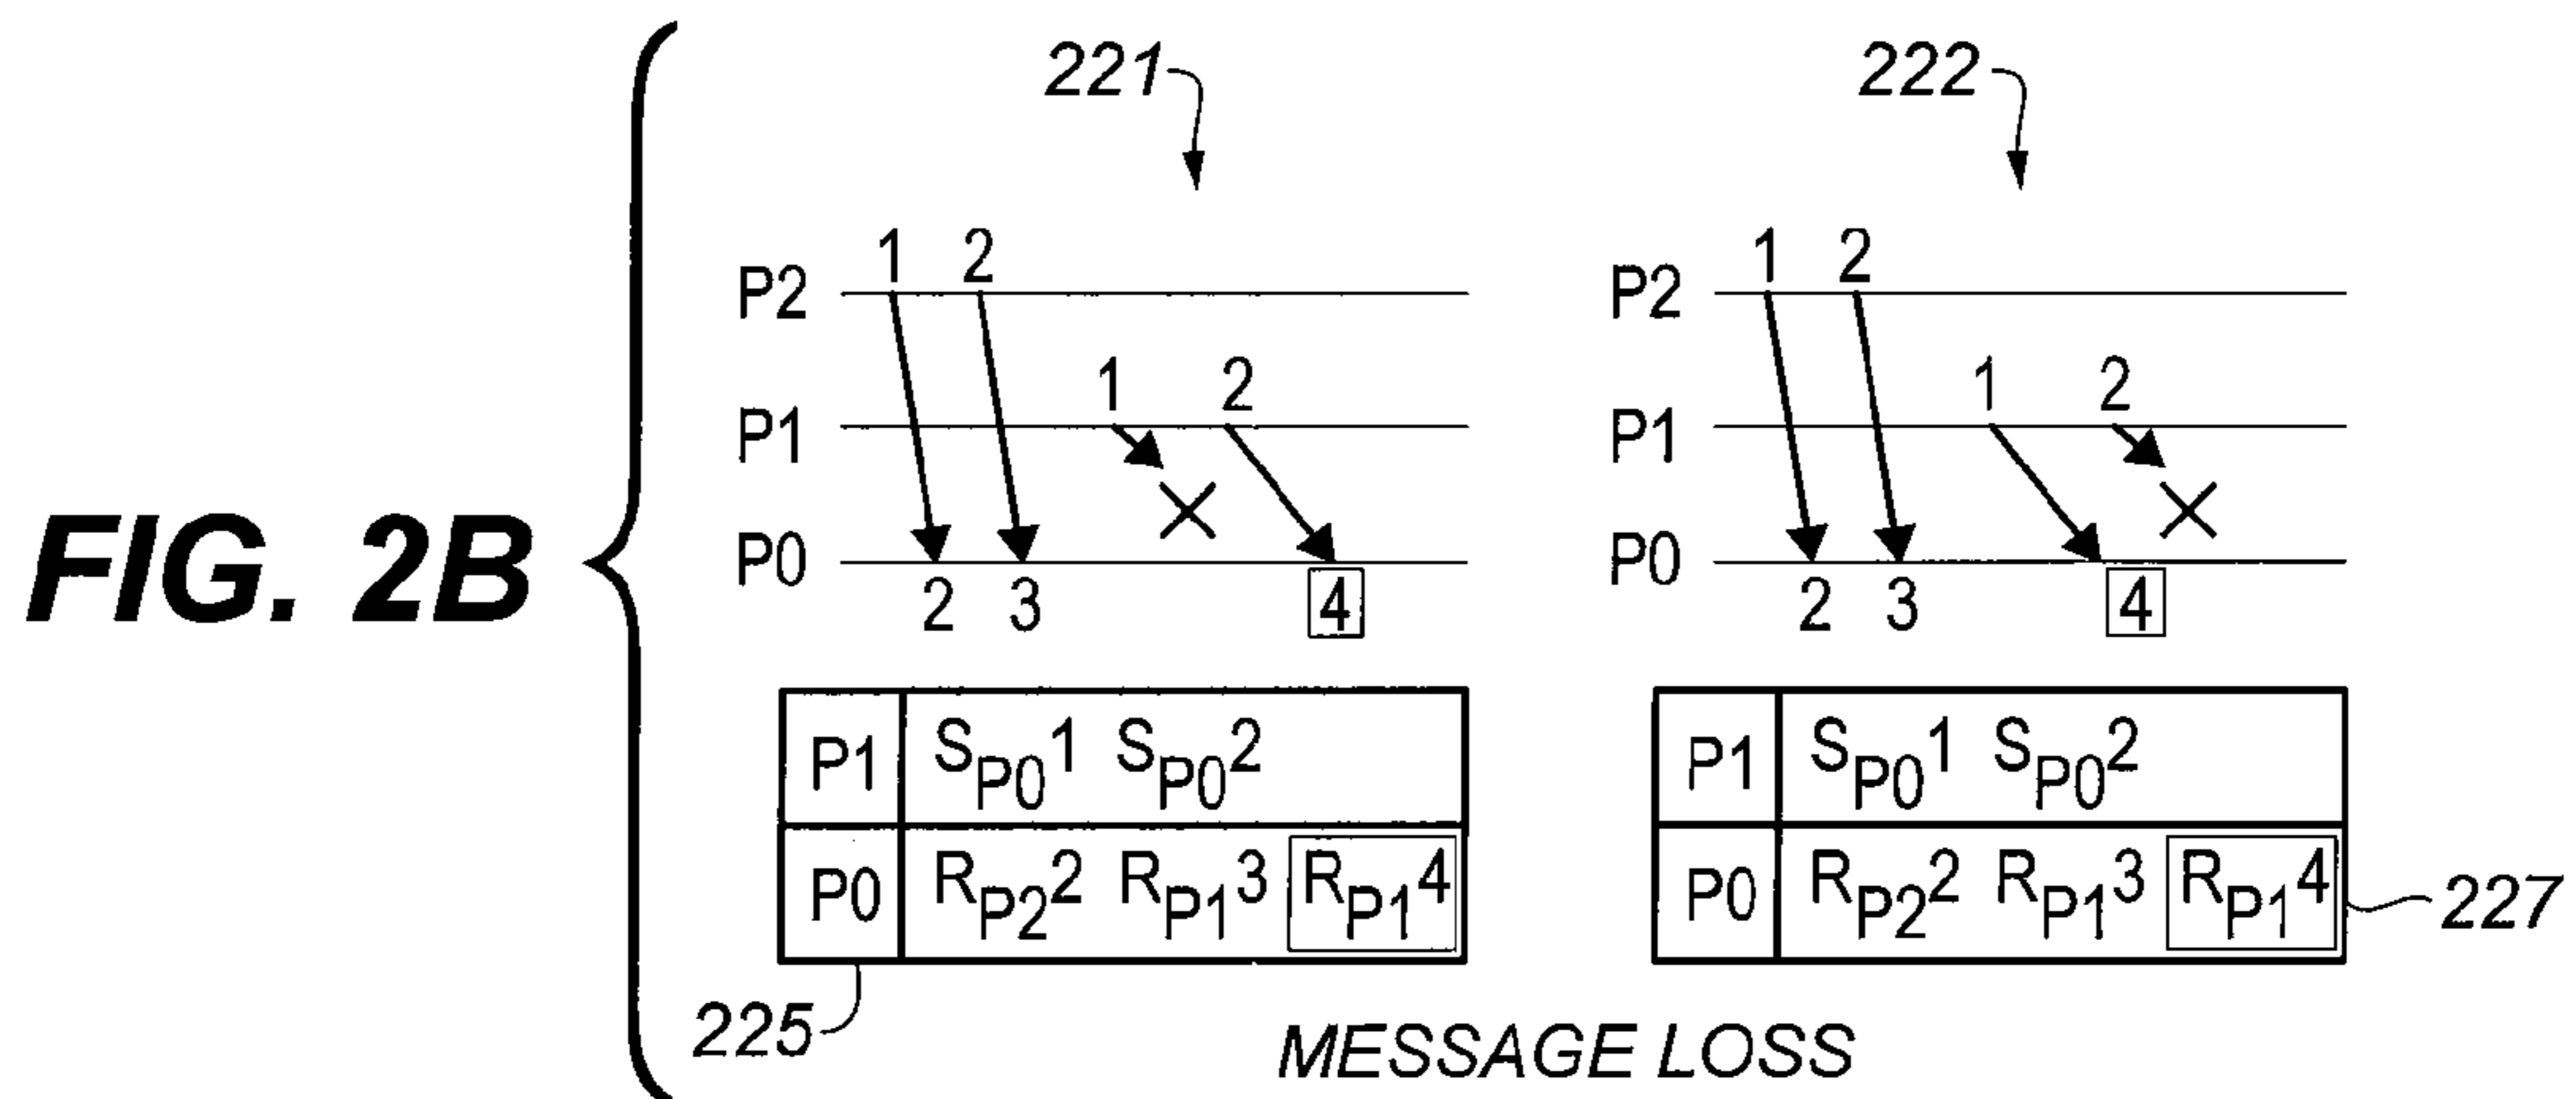 FIG. 2B
221
1 2
P2
1 2
P1
P0
2 3 4
P1 SP01 SP02
P0 RP22 RP13 RP14
225
222
1 2
P2
1 2
P1
P0
2 3 4
P1 SP01 SP02
P0 RP22 RP13 RP14
227
MESSAGE LOSS